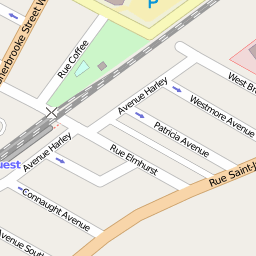 P
herbrooke Street W
Rue Coffee
West Br
Avenue Harley
Westmore Avenue
Patricia Avenue
Avenue Harley
Rue Elmhurst
uest
Rue Saint-J
Connaught Avenue
Avenue Sout